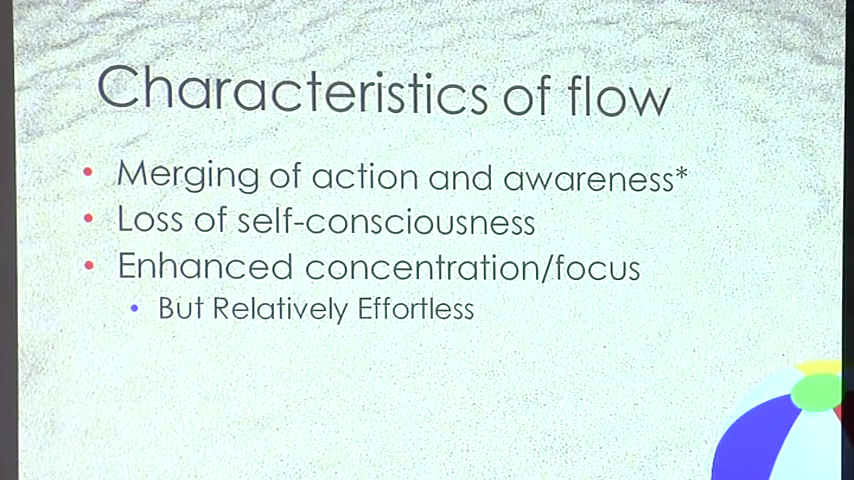 Characteristics of flow
• Merging of action and awareness*
• Loss of self-consciousness
• Enhanced concentration/focus
• But Relatively Effortless